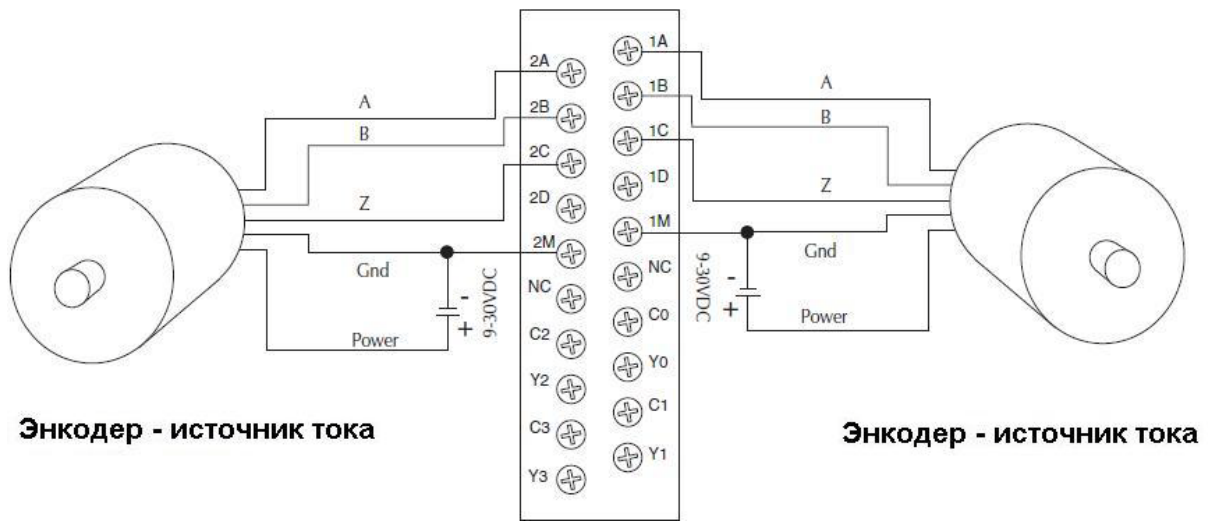 1A
2A
A
1B
A
2B
B
B
1C
2C
1D
Z
Z
2D
1M
2M
Gnd
Gnd
NC
NC
9-30VDC
9-30VDC
-
+
-
+
C0
Power
C2
Power
Y0
Y2
C1
Энкодер - источник тока
C3
Энкодер - источник тока
Y1
Y3